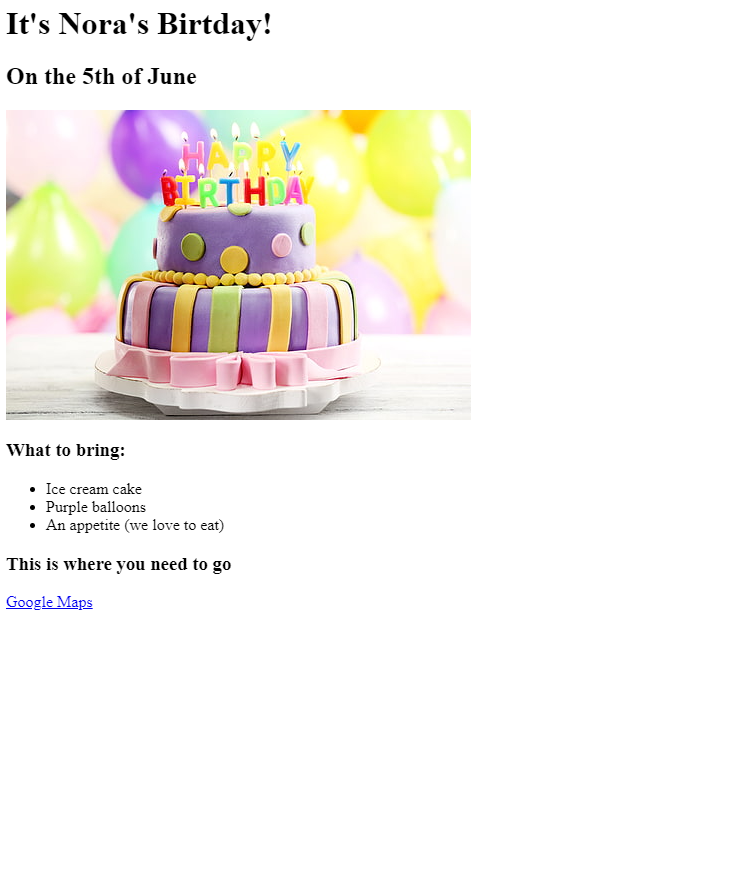 It's Nora's Birtday!
On the 5th of June
HAPPY
BIRTHDAY
What to bring:
Ice cream cake
Purple balloons
An appetite (we love to eat)
This is where you need to go
Google Maps